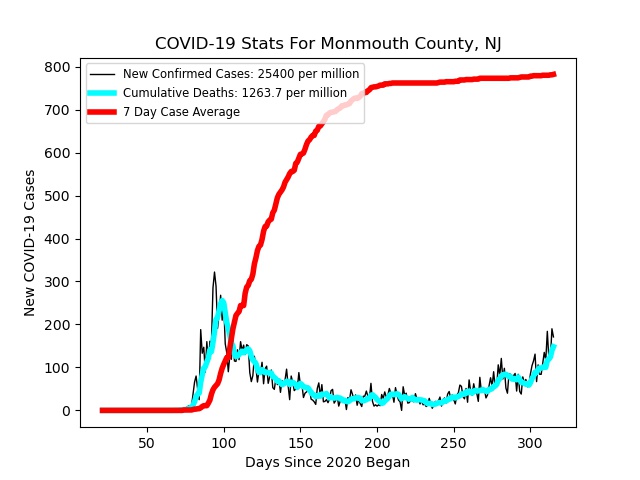 COVID-19 Stats For Monmouth County, NJ
New Confirmed Cases: 25400 per million
Cumulative Deaths: 1263.7 per million
7 Day Case Average
800
700
600
500
400
300
200
100
0
New COVID-19 Cases
50 100 150 200 250 300
Days Since 2020 Began